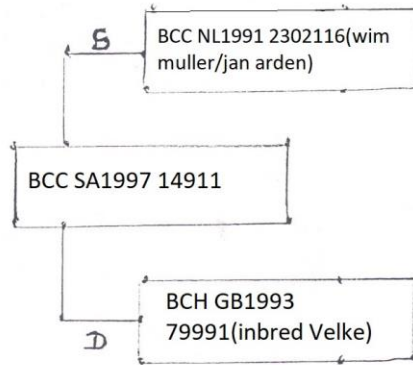 S
BCC NL1991 2302116(wim
muller/jan arden)
BCC SA1997 14911
BCH GB1993
79991(inbred Velke)
D